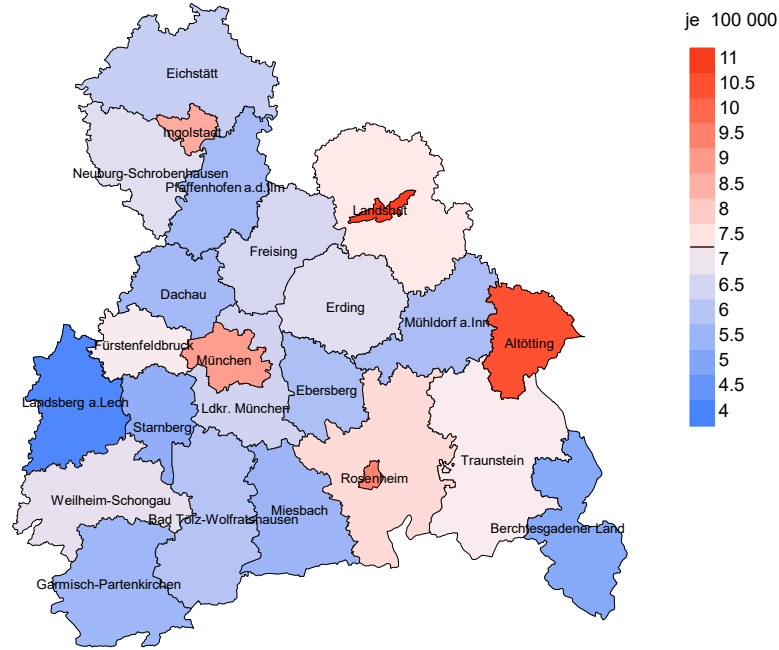 je 100 000
11
10.5
10
9.5
9
8.5
8
7.5
7
6.5
6
5.5
5
4.5
4
Eichstätt
Ingolstadt
Neuburg-Schrobenhausen
Pfaffenhofen a.d.Ilm
Landshut
Freising
Dachau
Erding
Mühldorf a.Inn
Altötting
Fürstenfeldbruck
München
Ebersberg
Landsberg a.Lech
Ldkr. München
Starnberg
Traunstein
Rosenheim
Weilheim-Schongau
Miesbach
Bad Tölz-Wolfratshausen
Berchtesgadener Land
Garmisch-Partenkirchen